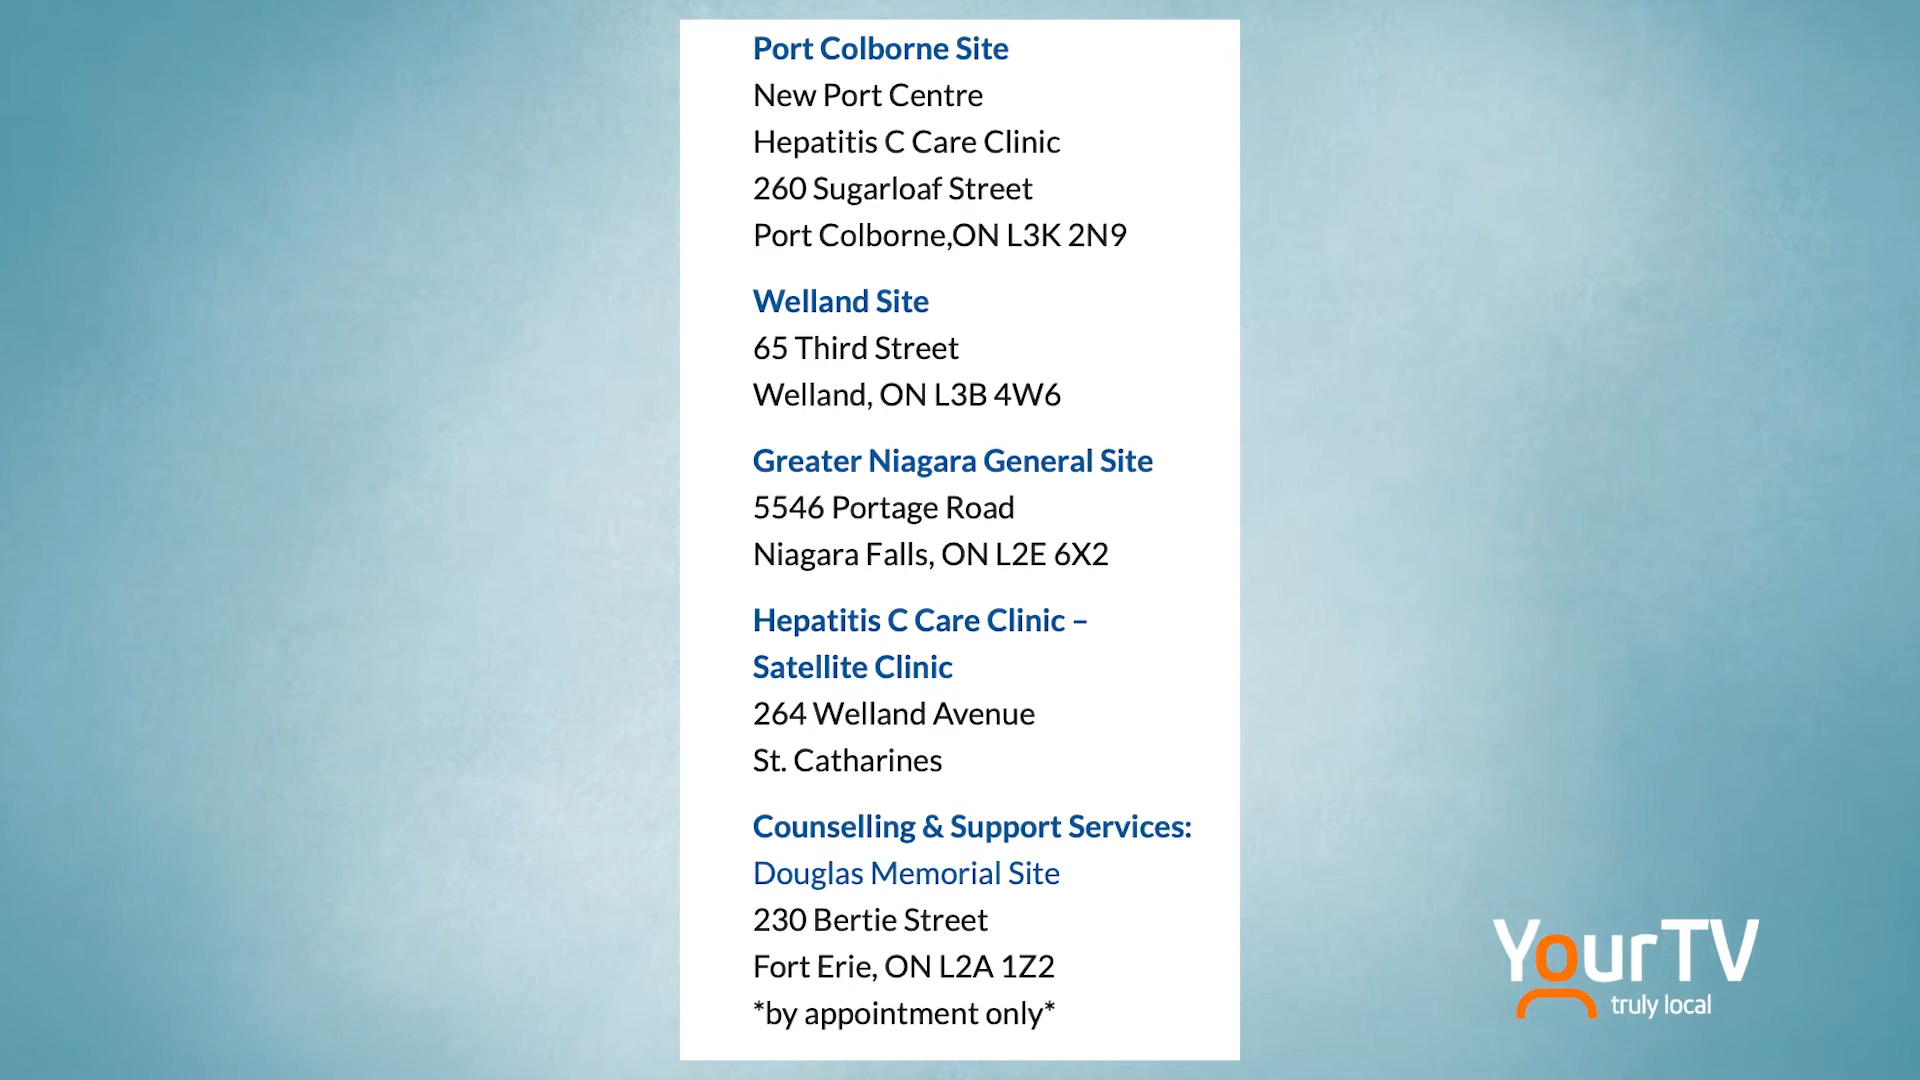 Port Colborne Site
New Port Centre
Hepatitis C Care Clinic
260 Sugarloaf Street
Port Colborne,ON L3K 2N9
Welland Site
65 Third Street
Welland, ON L3B 4W6
Greater Niagara General Site
5546 Portage Road
Niagara Falls, ON L2E 6X2
Hepatitis C Care Clinic –
Satellite Clinic
264 Welland Avenue
St. Catharines
Counselling & Support Services:
Douglas Memorial Site
230 Bertie Street
Fort Erie, ON L2A 1Z2
*by appointment only*
YourTV
truly local